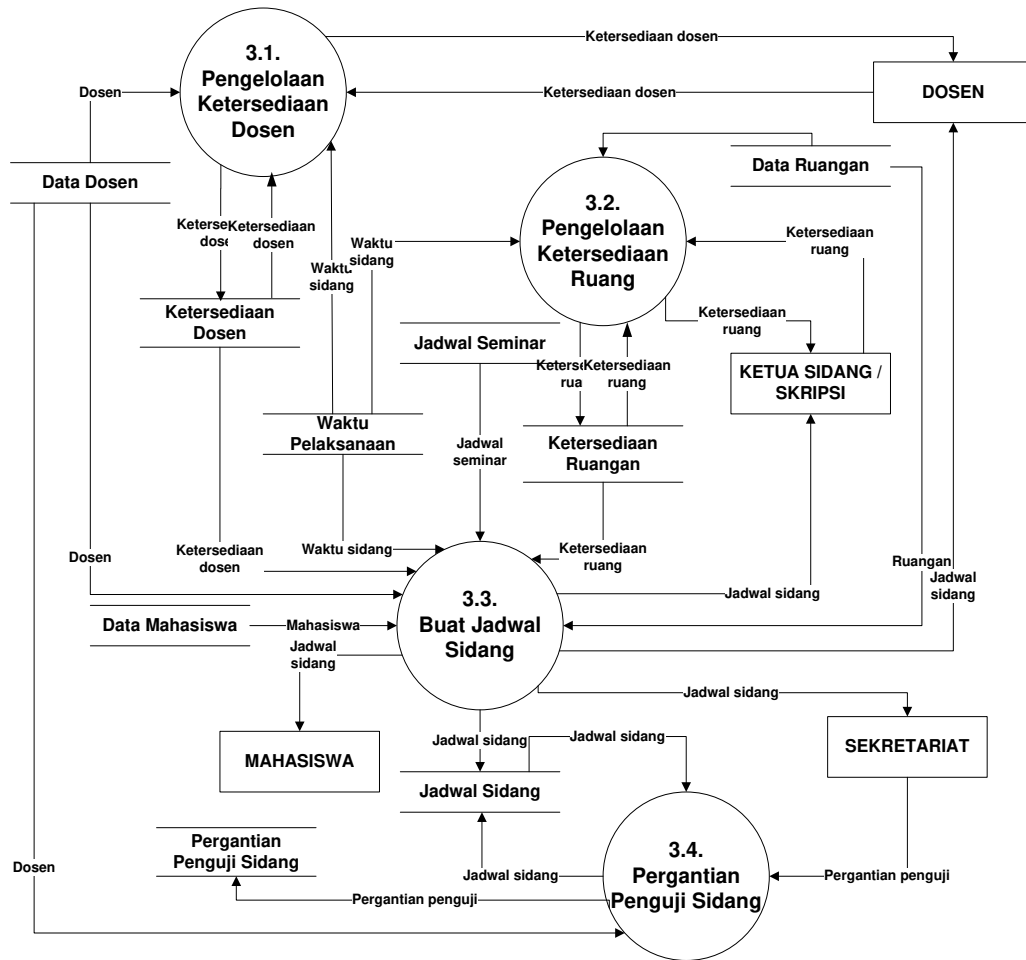 3.1.
Pengelolaan
Ketersediaan
Dosen
Ketersediaan dosen
Ketersediaan dosen
DOSEN
Dosen
Data Dosen
Data Ruangan
3.2.
Pengelolaan
Ketersediaan
Ruang
Ketersediaan
dosen
Ketersediaan
dosen
Waktu
sidang
Waktu
sidang
Ketersediaan
ruang
Ketersediaan
ruang
Ketersediaan
Dosen
Jadwal Seminar
Ketersediaan
ruang
Ketersediaan
ruang
KETUA SIDANG /
SKRIPSI
Waktu
Pelaksanaan
Jadwal
seminar
Ketersediaan
Ruangan
Dosen
Ketersediaan
dosen
Waktu sidang
Ketersediaan
ruang
Ruangan
Jadwal
sidang
3.3.
Buat Jadwal
Sidang
Jadwal sidang
Data Mahasiswa
Mahasiswa
Jadwal
sidang
Jadwal sidang
MAHASISWA
Jadwal sidang
Jadwal sidang
SEKRETARIAT
Jadwal Sidang
Pergantian
Penguji Sidang
3.4.
Pergantian
Penguji Sidang
Dosen
Jadwal sidang
Pergantian penguji
Pergantian penguji